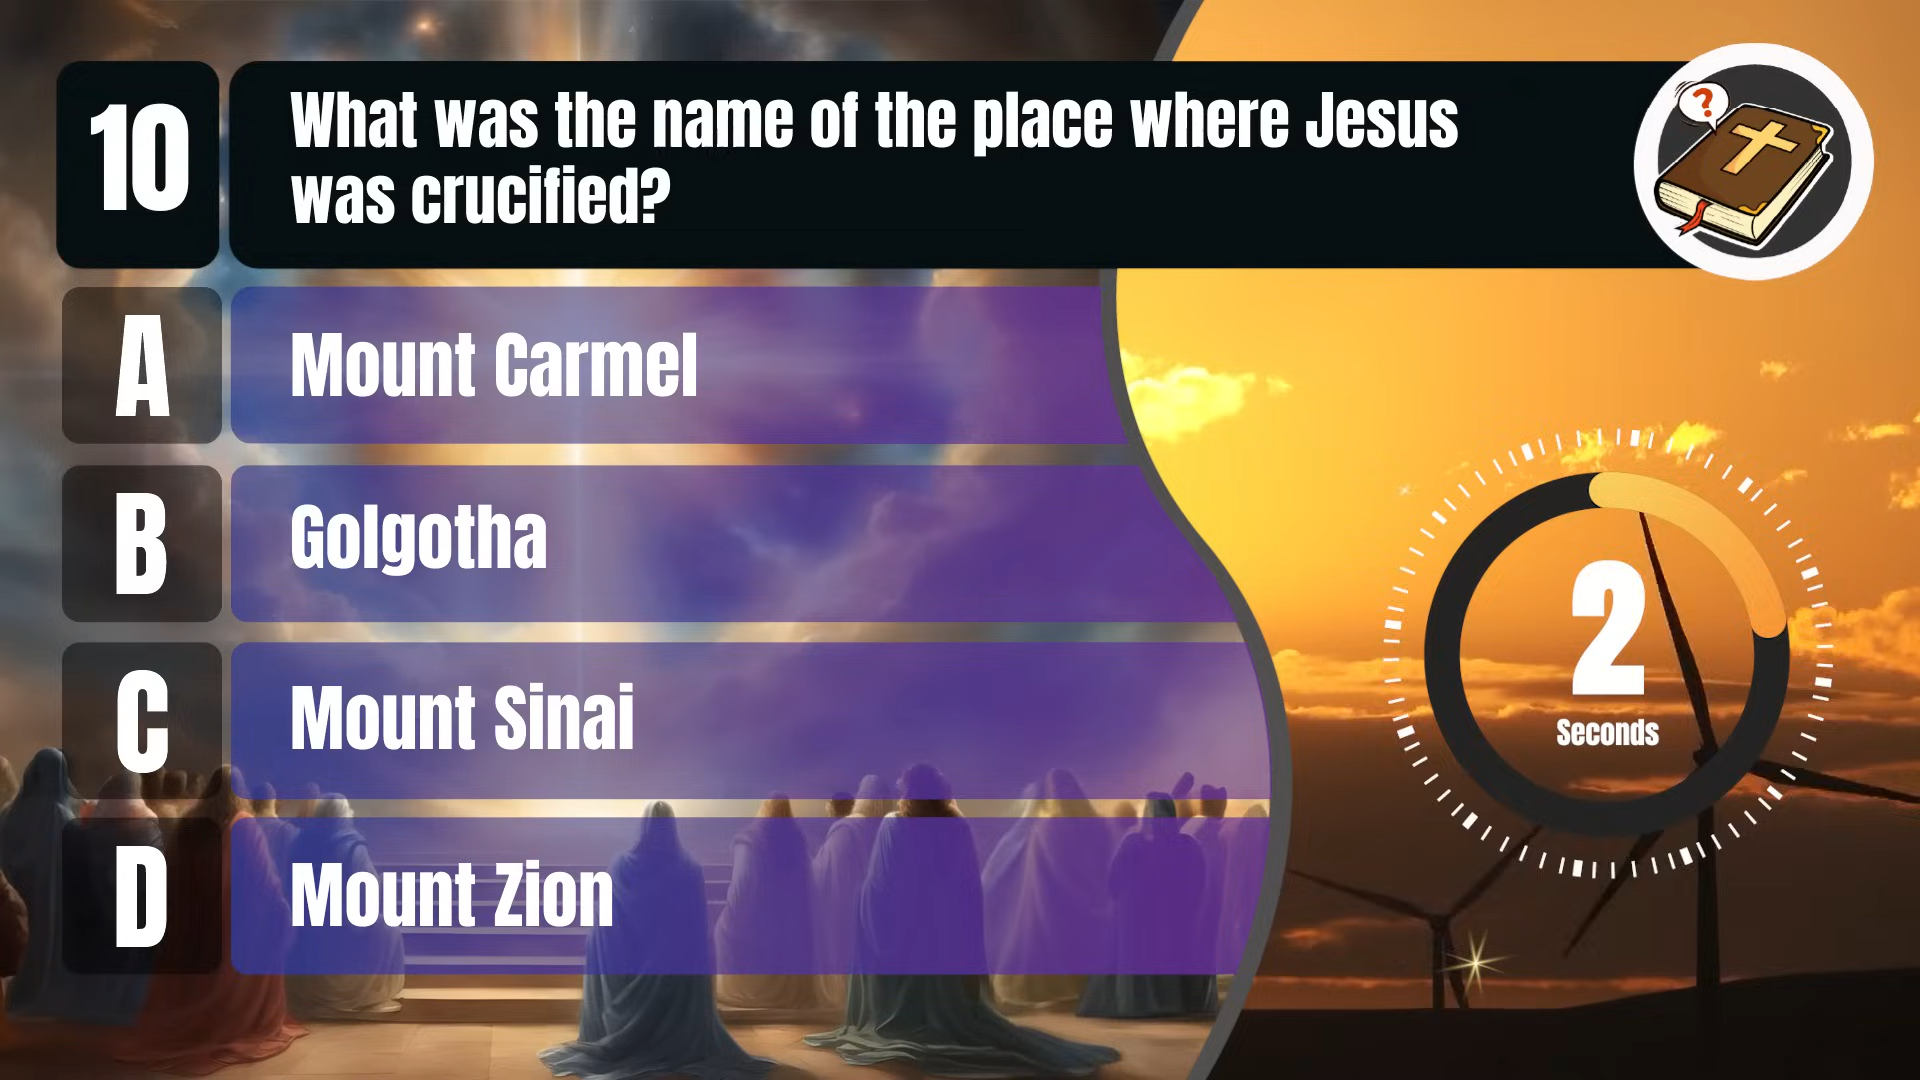 10
What was the name of the place where Jesus
was crucified?
?
A
Mount Carmel
B
Golgotha
C
Mount Sinai
D
Mount Zion
2
Seconds